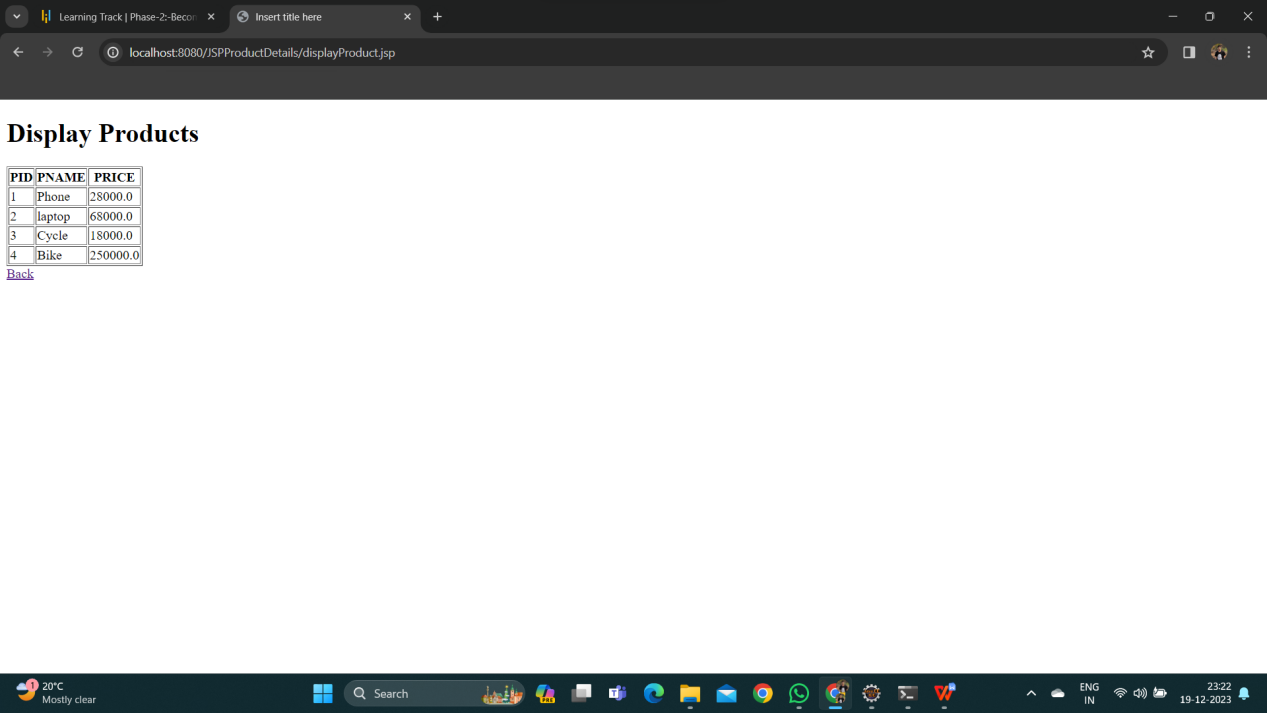 Learning Track | Phase-2:-Becon
Insert title here
localhost:8080/JSPProductDetails/displayProduct.jsp
Display Products
PID PNAME PRICE
1 Phone 28000.0
2 laptop 68000.0
3 Cycle 18000.0
4 Bike 250000.0
Back
1
20°C
Mostly clear
Search
PRE
ENG
IN
23:22
19-12-2023